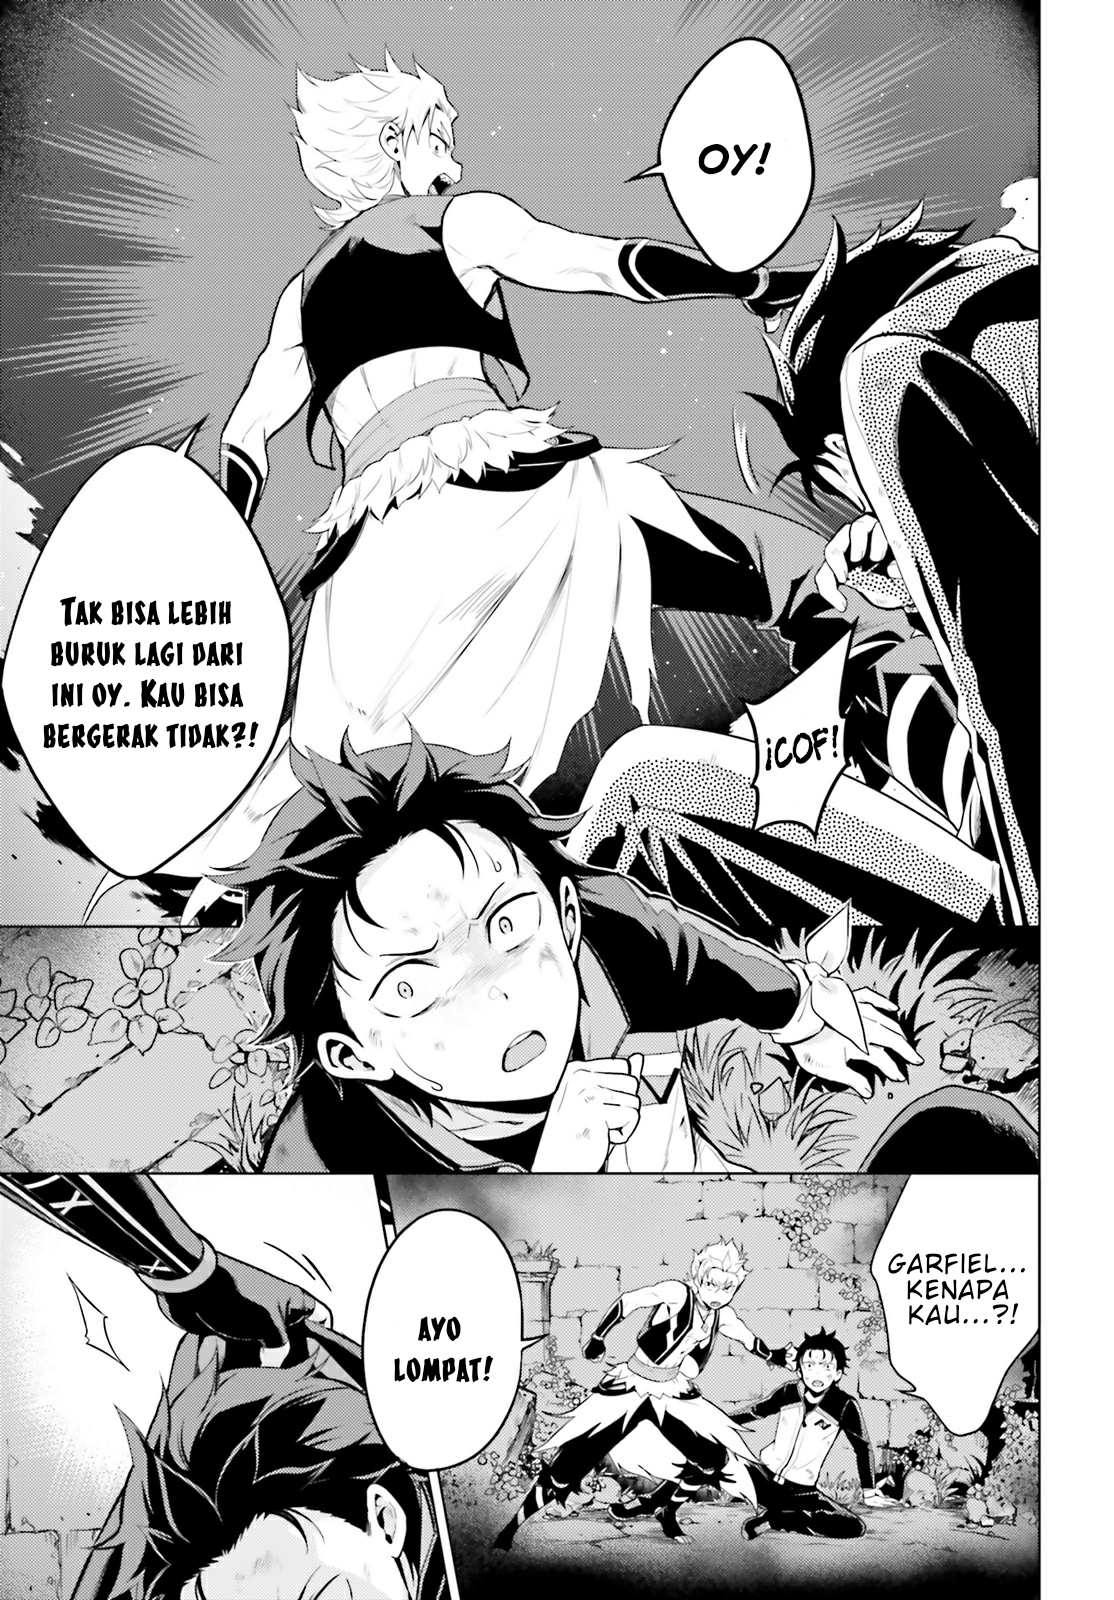 OY!
TAK BISA LEBIH
BURUK LAGI DARI
INI OY. KAU BISA
BERGERAK TIDAK?!
¡COF!
GARFIEL...
KENAPA
KAU...?!
AYO
LOMPAT!